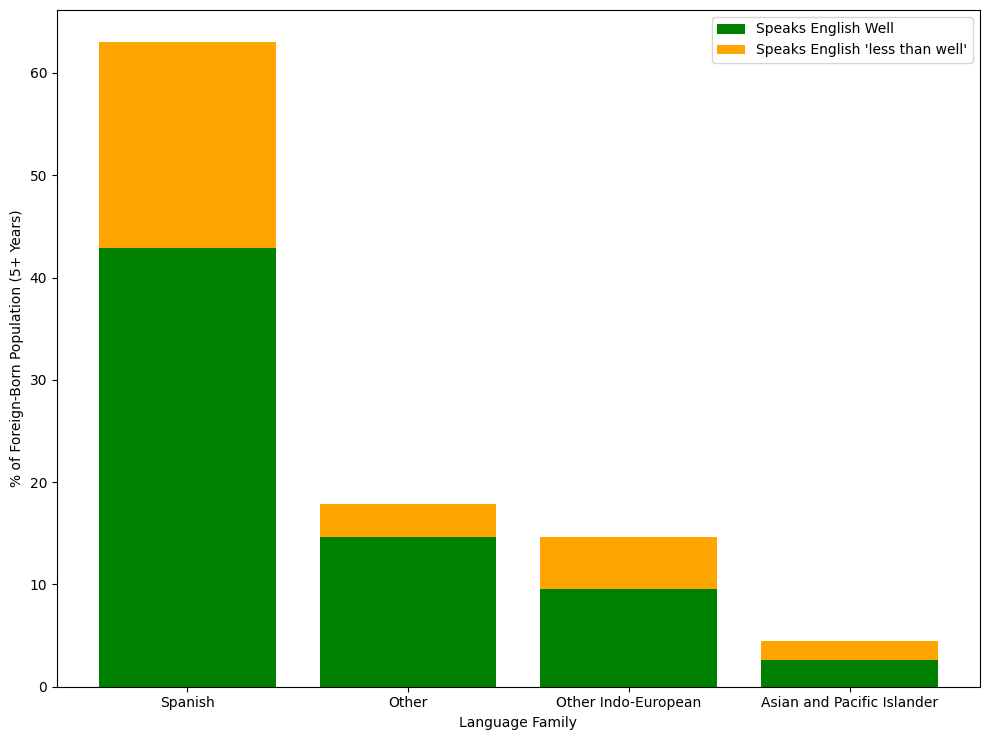 Speaks English Well
Speaks English 'less than well'
60
50
40
30
20
10
0
% of Foreign-Born Population (5+ Years)
Spanish
Other
Other Indo-European
Asian and Pacific Islander
Language Family